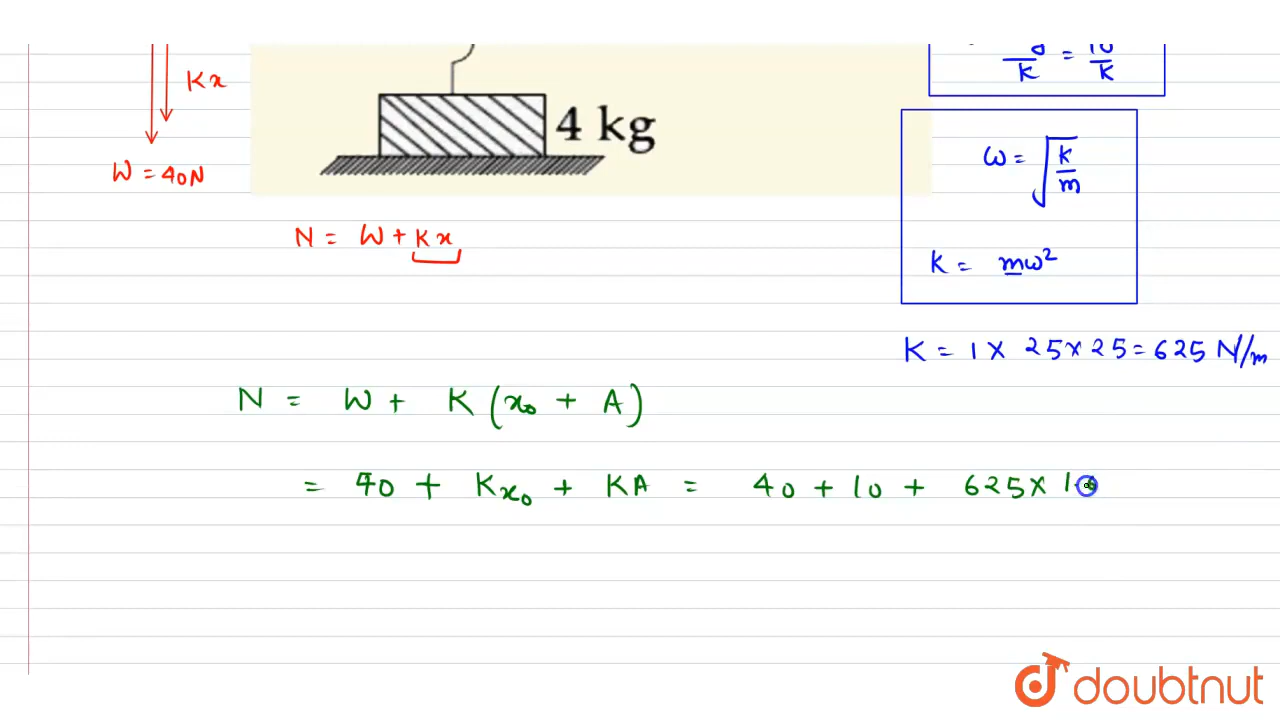 Kx
= 10/K
4 kg
ω = √(k/m)
W = 40N
N = W + Kx
K = mω²
K = 1 × 25 × 25 = 625 N/m
N = W + K (x₀ + A)
= 40 + Kx₀ + KA = 40 + 10 + 625 ×
doubtnut